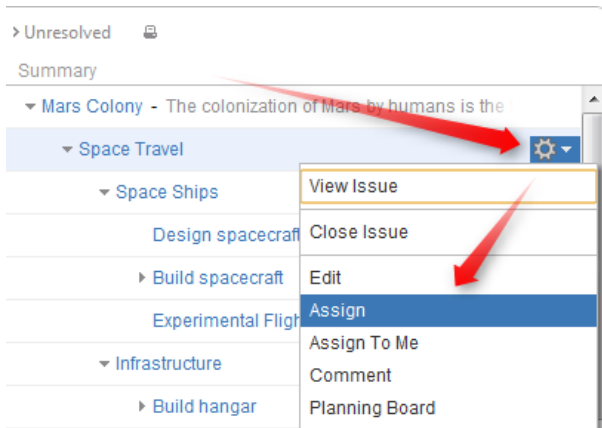 Unresolved
Summary
Mars Colony - The colonization of Mars by humans is the
Space Travel
Space Ships
View Issue
Design spacecraft
Close Issue
Build spacecraft
Edit
Assign
Experimental Fligh
Assign To Me
Infrastructure
Comment
Build hangar
Planning Board